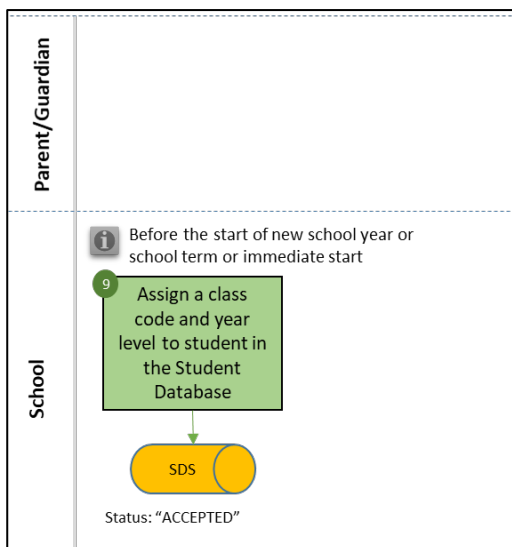 Parent/Guardian
School
Before the start of new school year or
school term or immediate start
9
Assign a class
code and year
level to student in
the Student
Database
SDS
Status: “ACCEPTED”